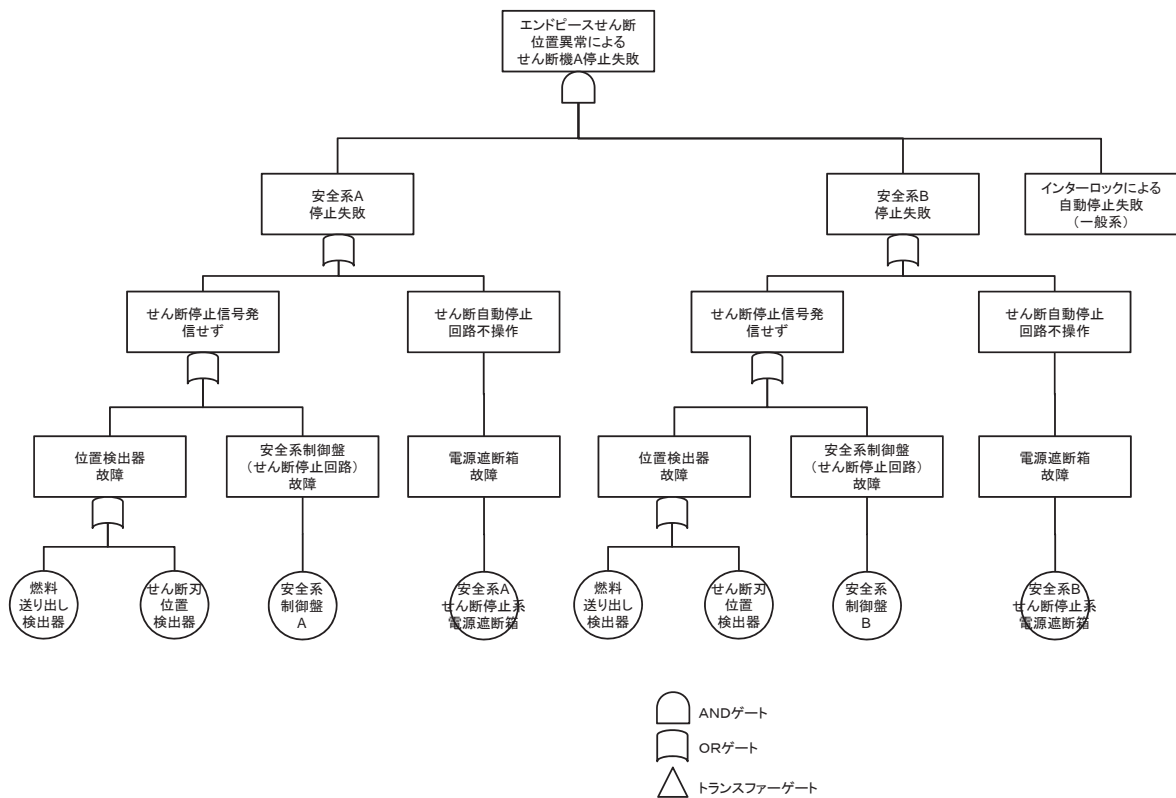 エンドピースせん断
位置異常による
せん断機A停止失敗
安全系A
停止失敗
安全系B
停止失敗
インターロックによる
自動停止失敗
（一般系）
せん断停止信号発
信せず
せん断自動停止
回路不操作
せん断停止信号発
信せず
せん断自動停止
回路不操作
位置検出器
故障
安全系制御盤
（せん断停止回路）
故障
電源遮断箱
故障
位置検出器
故障
安全系制御盤
（せん断停止回路）
故障
電源遮断箱
故障
燃料
送り出し
検出器
せん断刃
位置
検出器
安全系
制御盤
A
安全系A
せん断停止系
電源遮断箱
燃料
送り出し
検出器
せん断刃
位置
検出器
安全系
制御盤
B
安全系B
せん断停止系
電源遮断箱
ANDゲート
ORゲート
トランスファーゲート